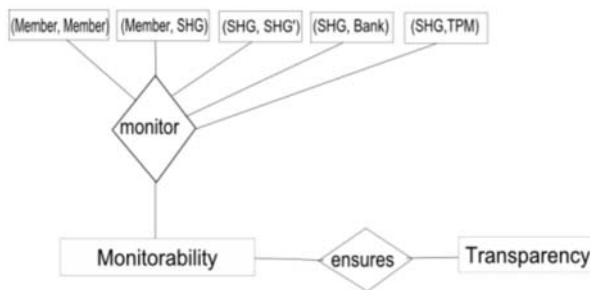 (Member, Member) (Member, SHG) (SHG, SHG') (SHG, Bank) (SHG,TPM)
monitor
Monitorability ensures Transparency